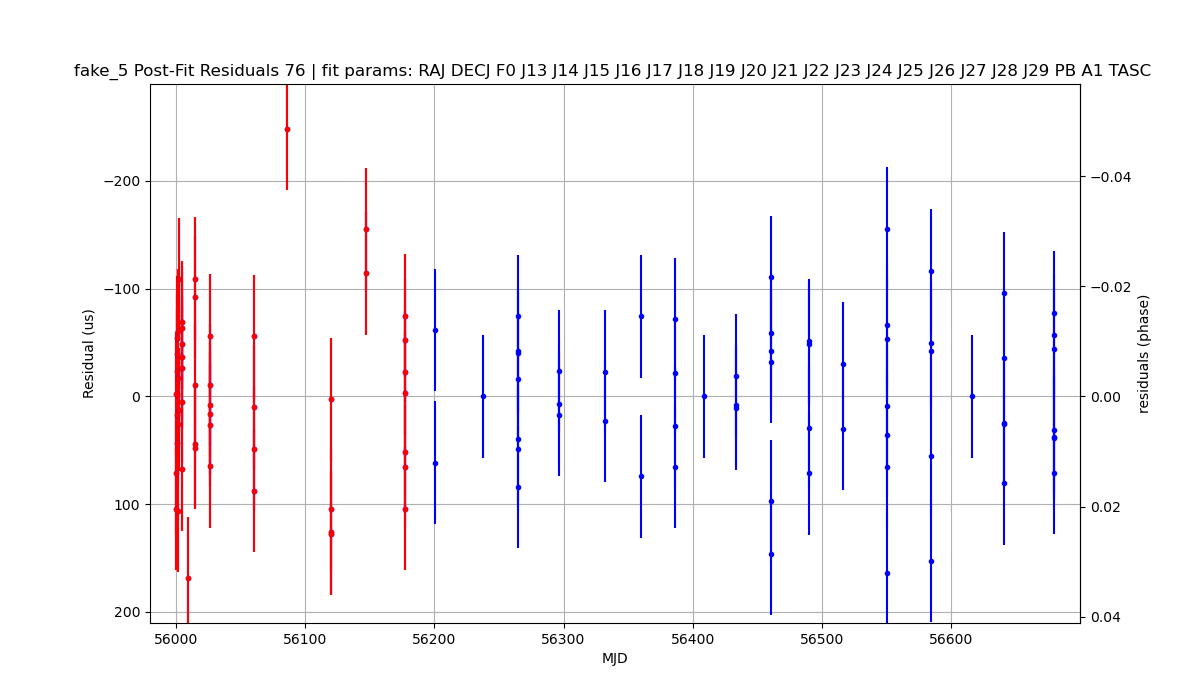 fake_5 Post-Fit Residuals 76 | fit params: RAJ DECJ F0 J13 J14 J15 J16 J17 J18 J19 J20 J21 J22 J23 J24 J25 J26 J27 J28 J29 PB A1 TASC
−200
−100
0
100
200
Residual (us)
−0.04
−0.02
0.00
0.02
0.04
residuals (phase)
56000 56100 56200 56300 56400 56500 56600
MJD